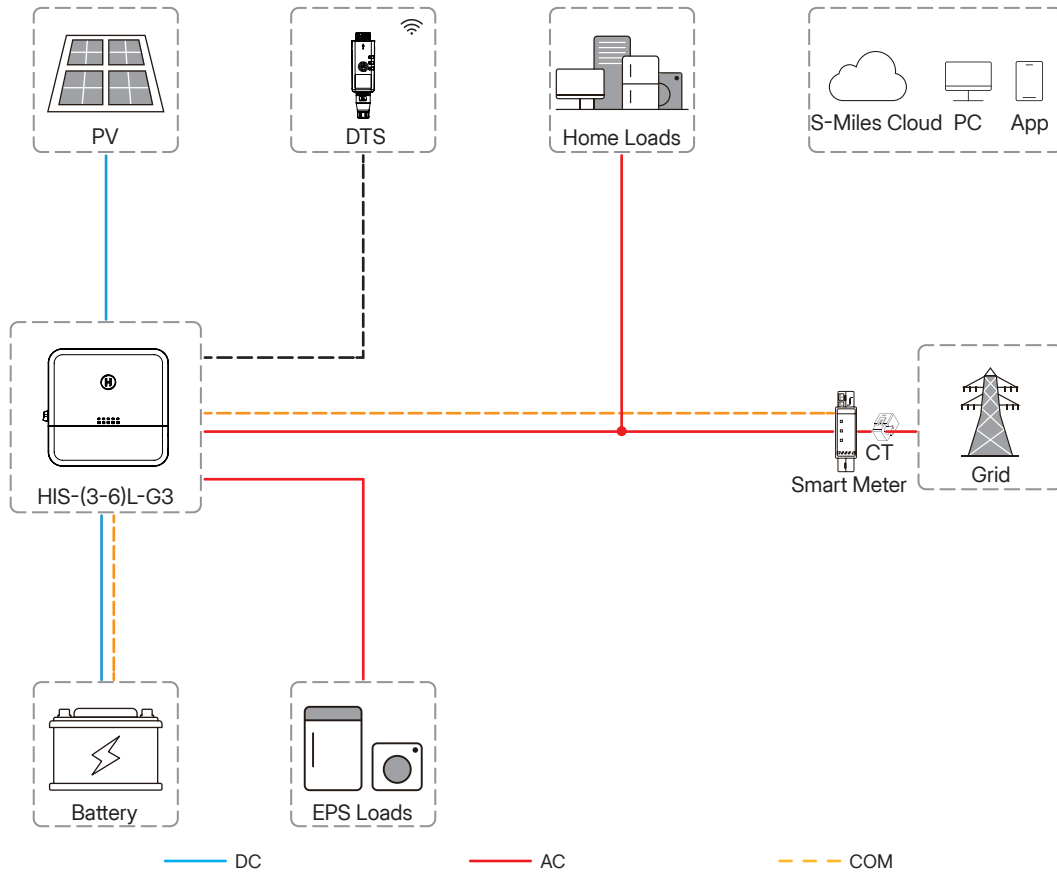 PV
DTS
Home Loads
S-Miles Cloud
PC
App
H
HIS-(3-6)L-G3
CT
Smart Meter
Grid
Battery
EPS Loads
DC
AC
COM